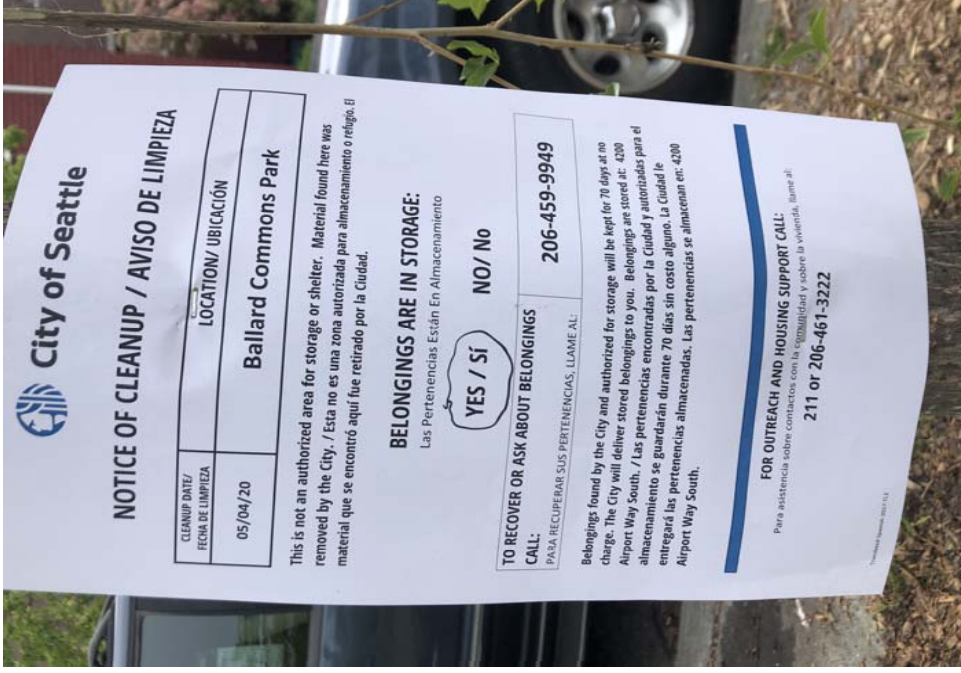 City of Seattle
NOTICE OF CLEANUP / AVISO DE LIMPIEZA
CLEANUP DATE/
FECHA DE LIMPIEZA
LOCATION/ UBICACIÓN
05/04/20
Ballard Commons Park
This is not an authorized area for storage or shelter. Material found here was
removed by the City. / Esta no es una zona autorizada para almacenamiento o refugio. El
material que se encontró aquí fue retirado por la Ciudad.
BELONGINGS ARE IN STORAGE:
Las Pertenencias Están En Almacenamiento
YES / Sí NO/ No
TO RECOVER OR ASK ABOUT BELONGINGS
CALL:
PARA RECUPERAR SUS PERTENENCIAS, LLAME AL:
206-459-9949
Belongings found by the City and authorized for storage will be kept for 70 days at no
charge. The City will deliver stored belongings to you. Belongings are stored at: 4200
Airport Way South. / Las pertenencias encontradas por la Ciudad y autorizadas para el
almacenamiento se guardarán durante 70 días sin costo alguno. La Ciudad le
entregará las pertenencias almacenadas. Las pertenencias se almacenan en: 4200
Airport Way South.
FOR OUTREACH AND HOUSING SUPPORT CALL:
Para asistencia sobre contactos con la comunidad y sobre la vivienda, llame al:
211 or 206-461-3222